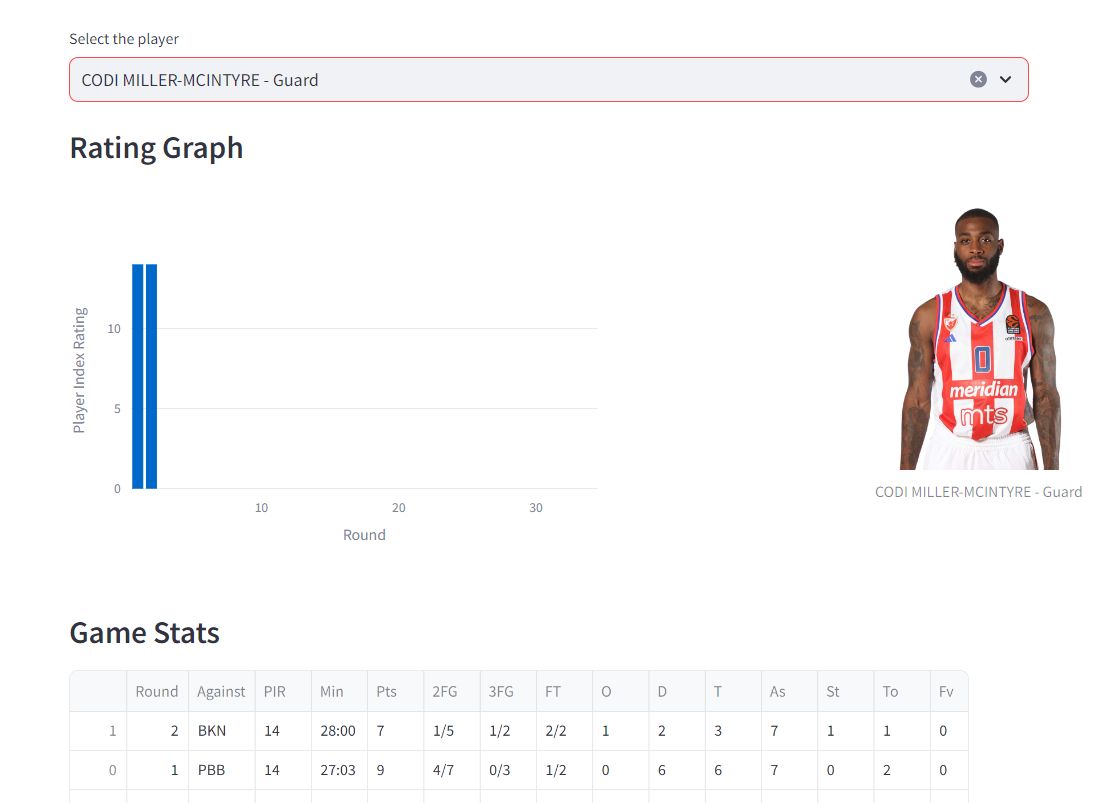 Select the player
CODI MILLER-MCINTYRE - Guard
Rating Graph
Player Index Rating
10
5
0
10 20 30
Round
0
meridian
mts
CODI MILLER-MCINTYRE - Guard
Game Stats
Round Against PIR Min Pts 2FG 3FG FT O D T As St To Fv
1 2 BKN 14 28:00 7 1/5 1/2 2/2 1 2 3 7 1 1 0
0 1 PBB 14 27:03 9 4/7 0/3 1/2 0 6 6 7 0 2 0